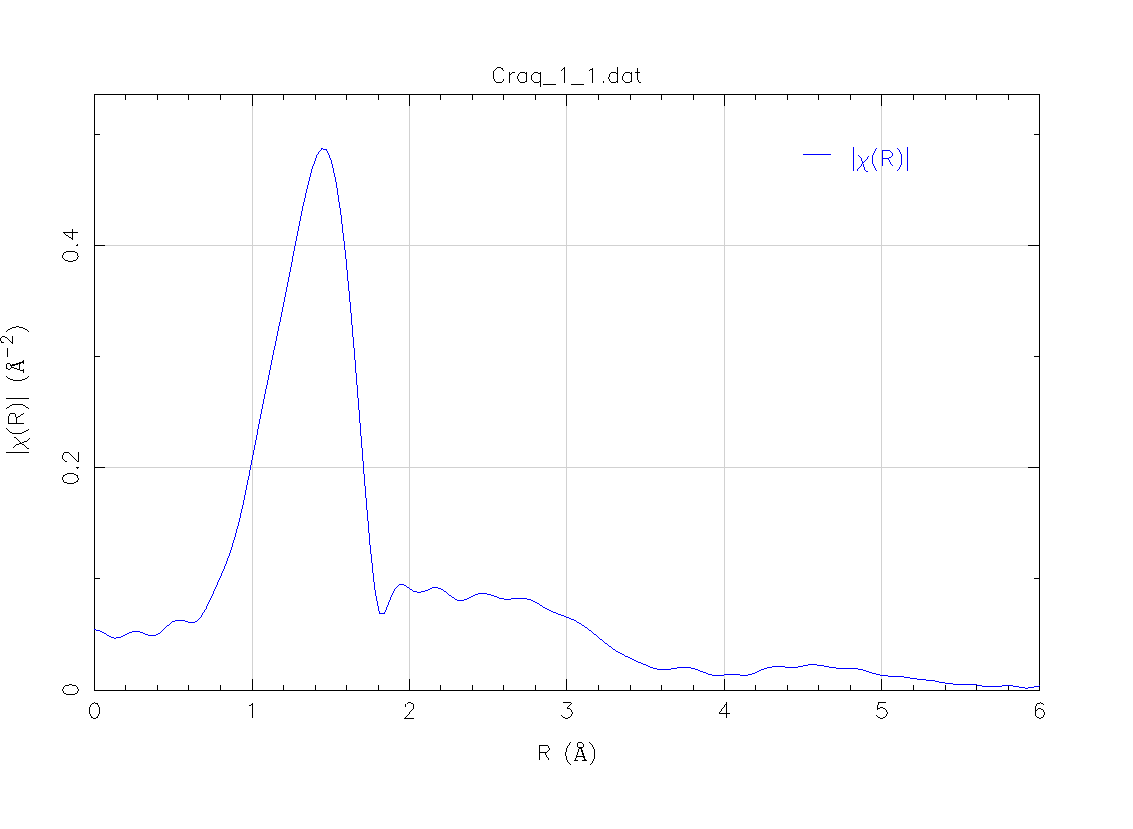 Craq_1_1.dat
|χ(R)|
0.4
0.2
0
|χ(R)| (Å⁻²)
0 1 2 3 4 5 6
R (Å)